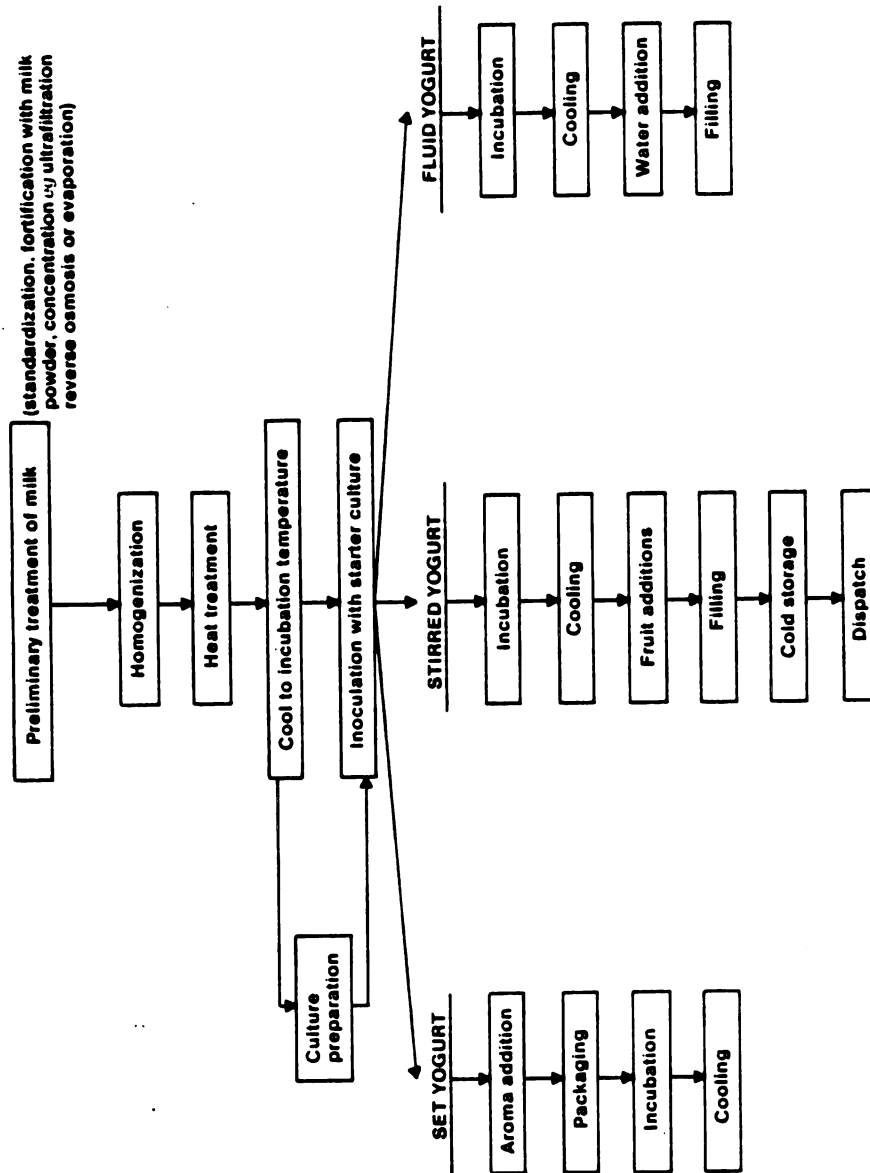 Preliminary treatment of milk
(standardization, fortification with milk
powder, concentration by ultrafiltration
reverse osmosis or evaporation)
Homogenization
Heat treatment
Cool to incubation temperature
Culture
preparation
Inoculation with starter culture
SET YOGURT
Aroma addition
Packaging
Incubation
Cooling
STIRRED YOGURT
Incubation
Cooling
Fruit additions
Filling
Cold storage
Dispatch
FLUID YOGURT
Incubation
Cooling
Water addition
Filling